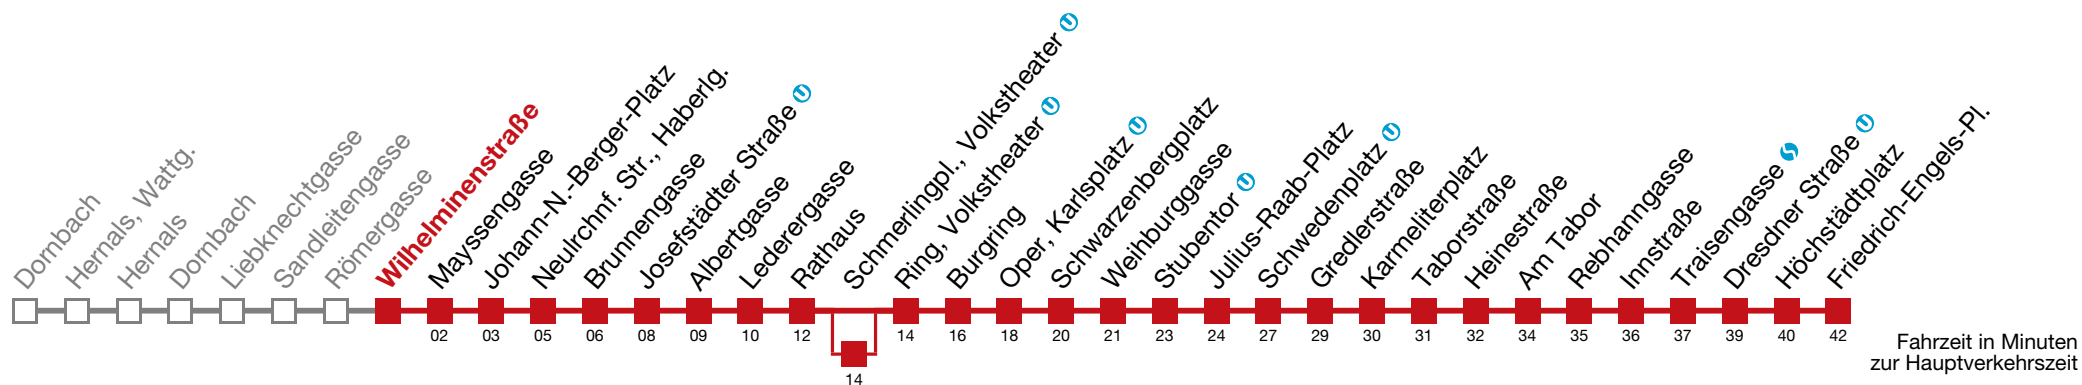 Dornbach
Hernals, Wattg.
Hernals
Dornbach
Liebknechtgasse
Sandleitengasse
Römergasse
Wilhelminenstraße
Mayssengasse
Johann-N.-Berger-Platz
Neulrchnf. Str., Haberlg.
Brunnengasse
Josefstädter Straße U
Albertgasse
Lederergasse
Rathaus
Schmerlingpl., Volkstheater U
Ring, Volkstheater U
Burgring
Oper, Karlsplatz U
Schwarzenbergplatz
Weihburggasse
Stubentor U
Julius-Raab-Platz
Schwedenplatz U
Gredlerstraße
Karmeliterplatz
Taborstraße
Heinestraße
Am Tabor
Rebhanngasse
Innstraße
Traisengasse S
Dresdner Straße U
Höchstädtplatz
Friedrich-Engels-Pl.
02 03 05 06 08 09 10 12 14 16 18 20 21 23 24 27 29 30 31 32 34 35 36 37 39 40 42
14
Fahrzeit in Minuten
zur Hauptverkehrszeit